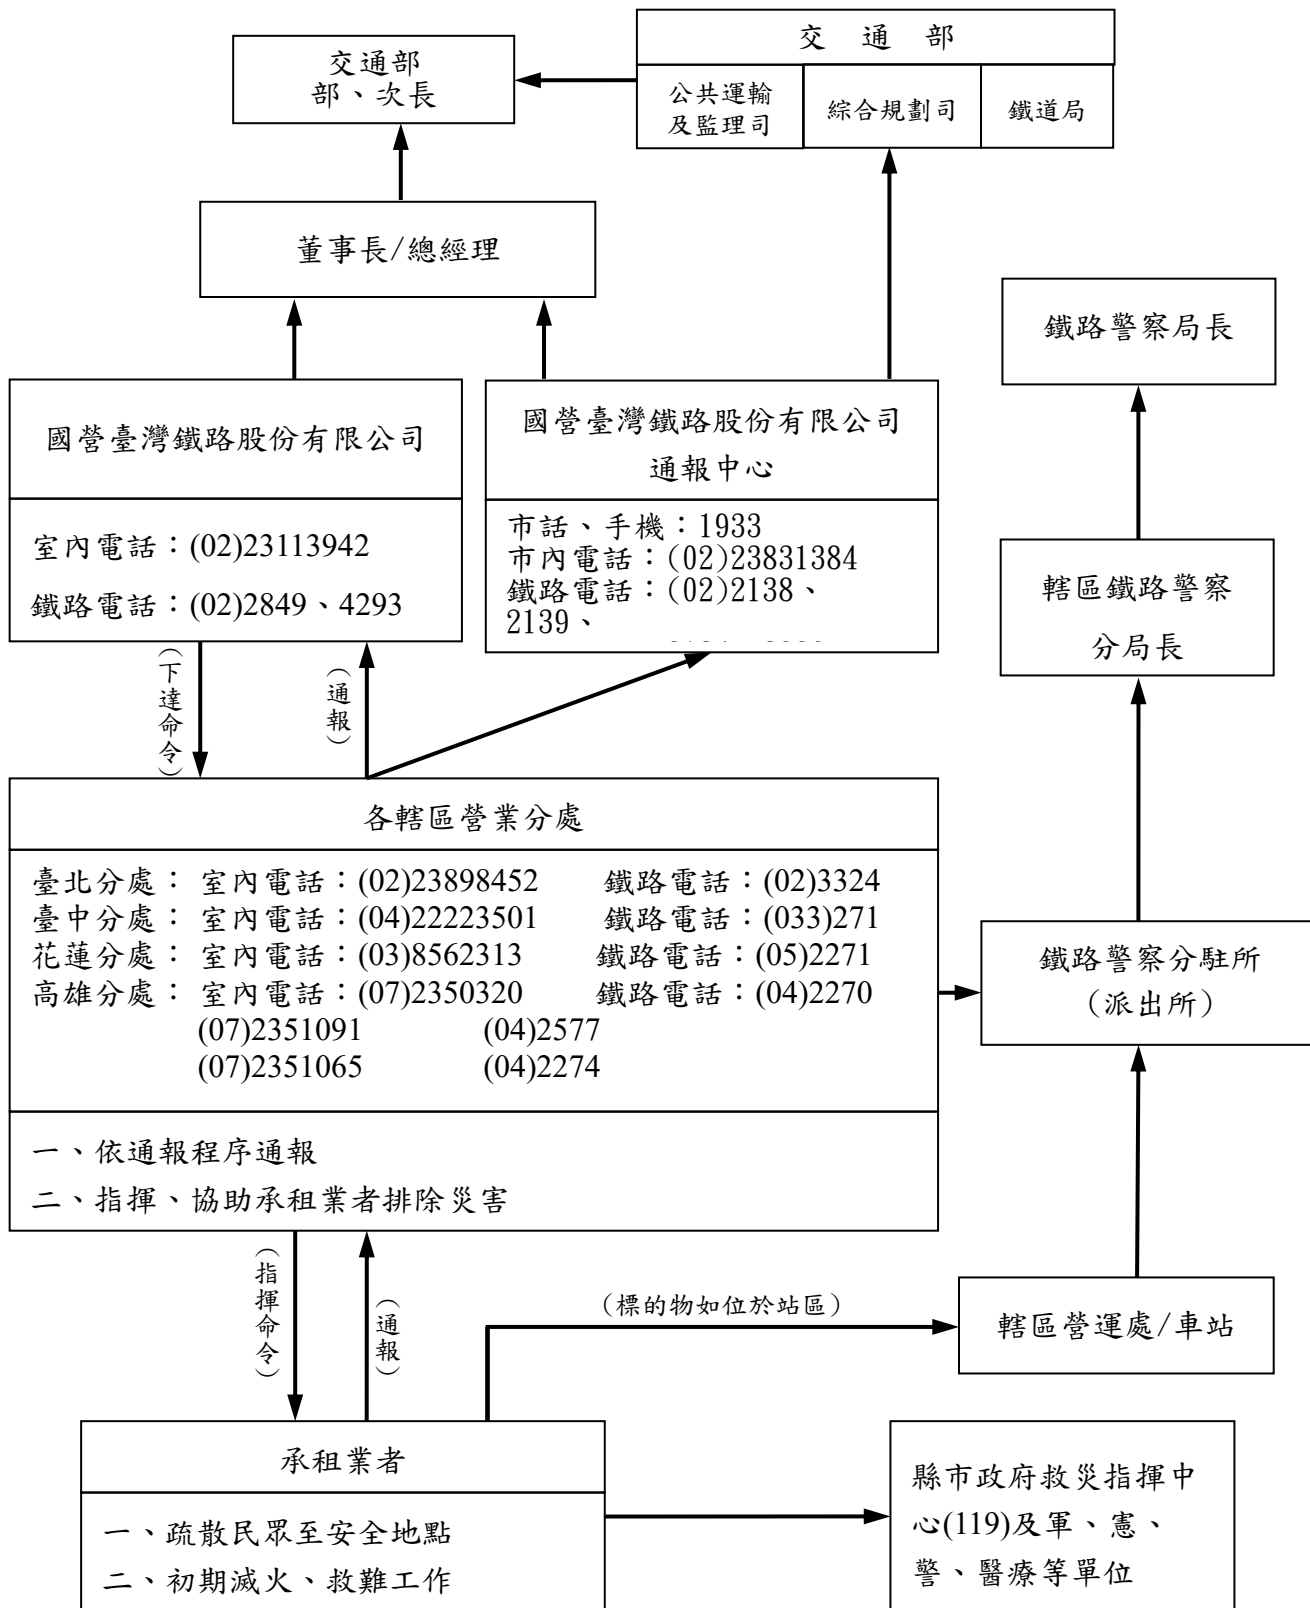 交通部
部、次長
交 通 部
公共運輸
及監理司
綜合規劃司
鐵道局
董事長/總經理
鐵路警察局長
國營臺灣鐵路股份有限公司
室內電話：(02)23113942
鐵路電話：(02)2849、4293
國營臺灣鐵路股份有限公司
通報中心
市話、手機：1933
市內電話：(02)23831384
鐵路電話：(02)2138、
2139、
轄區鐵路警察
分局長
（下達命令）
（通報）
各轄區營業分處
臺北分處： 室內電話：(02)23898452 鐵路電話：(02)3324
臺中分處： 室內電話：(04)22223501 鐵路電話：(033)271
花蓮分處： 室內電話：(03)8562313 鐵路電話：(05)2271
高雄分處： 室內電話：(07)2350320 鐵路電話：(04)2270
(07)2351091 (04)2577
(07)2351065 (04)2274
一、依通報程序通報
二、指揮、協助承租業者排除災害
鐵路警察分駐所
（派出所）
（指揮命令）
（通報）
（標的物如位於站區）
轄區營運處/車站
承租業者
一、疏散民眾至安全地點
二、初期滅火、救難工作
縣市政府救災指揮中
心(119)及軍、憲、
警、醫療等單位